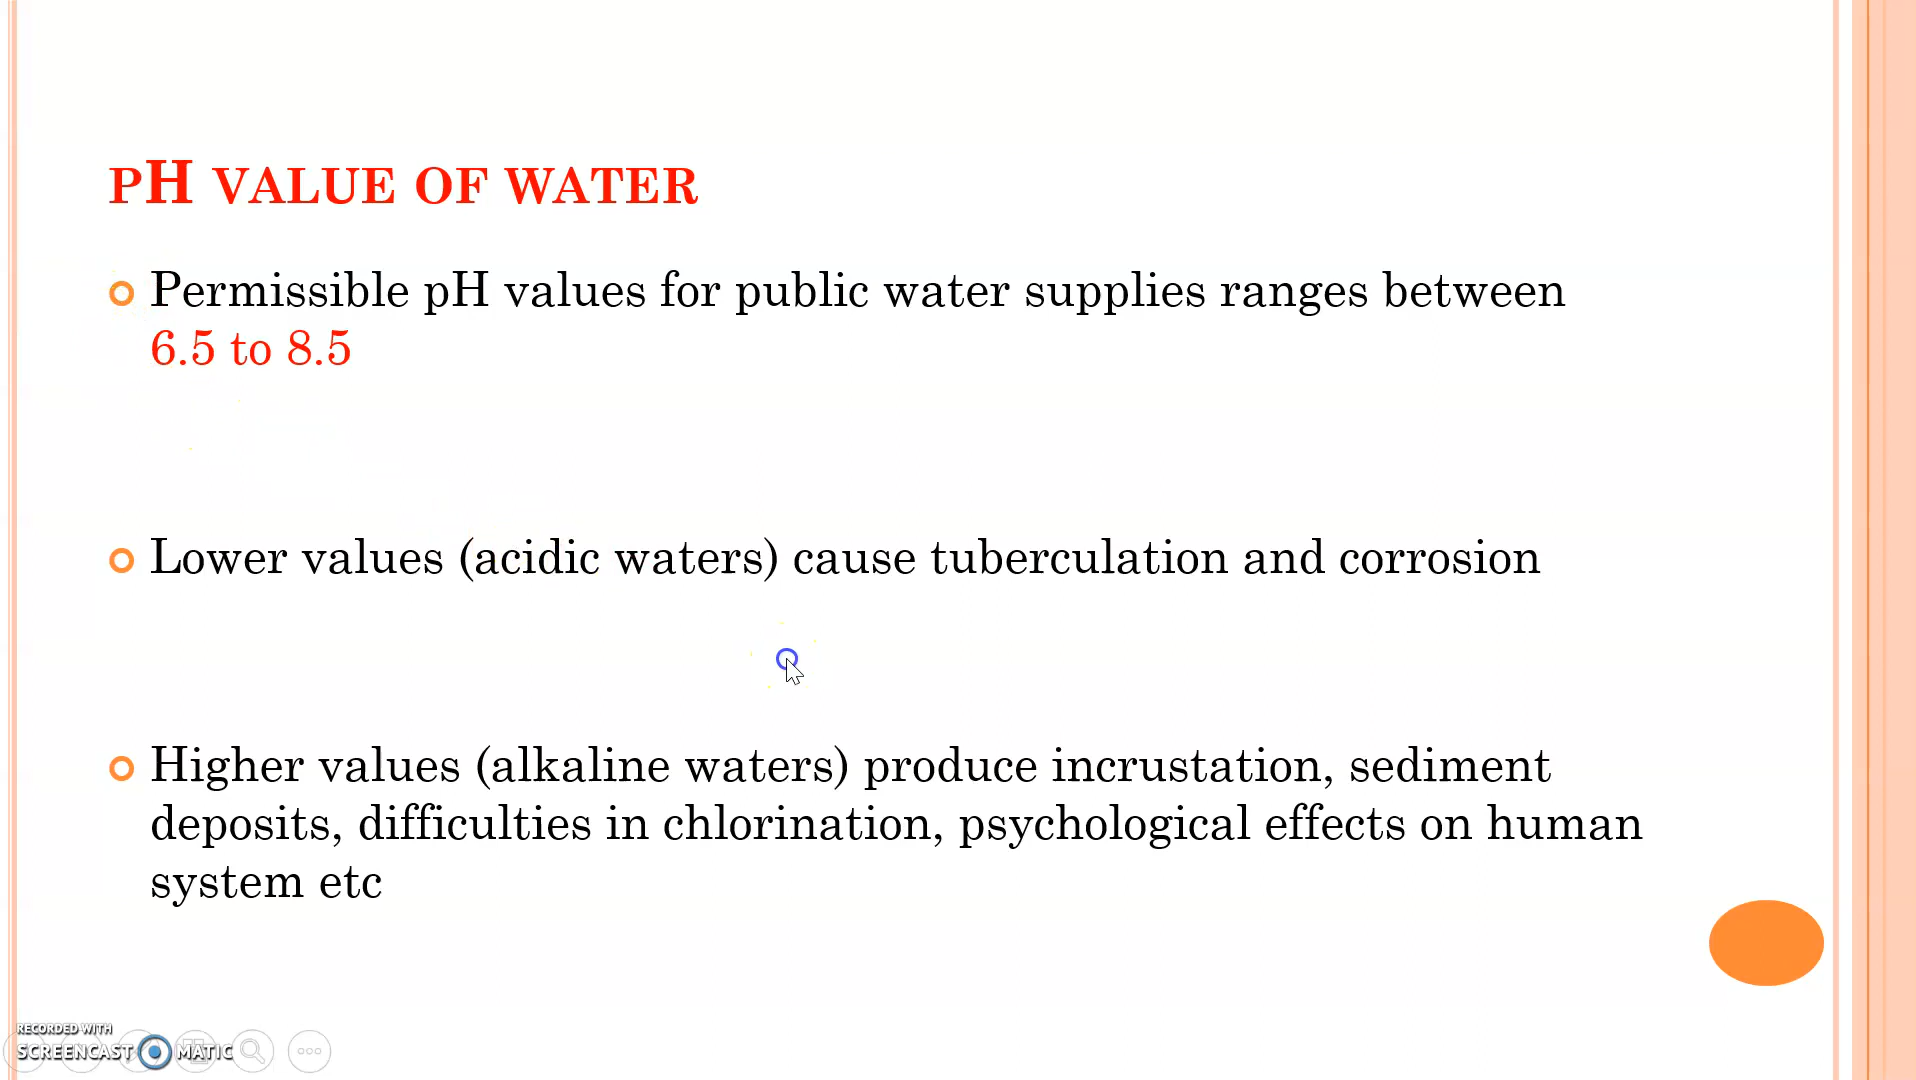 PH VALUE OF WATER
Permissible pH values for public water supplies ranges between
6.5 to 8.5
Lower values (acidic waters) cause tuberculation and corrosion
Higher values (alkaline waters) produce incrustation, sediment
deposits, difficulties in chlorination, psychological effects on human
system etc
RECORDED WITH
SCREENCAST MATIC